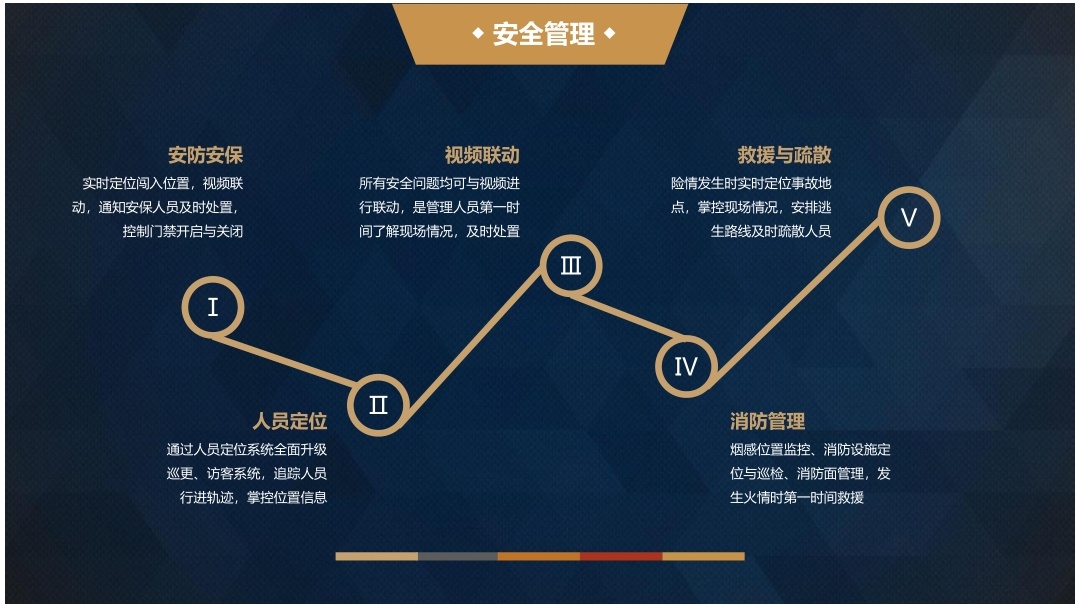 安全管理
安防安保
实时定位闯入位置，视频联
动，通知安保人员及时处置，
控制门禁开启与关闭
视频联动
所有安全问题均可与视频进
行联动，是管理人员第一时
间了解现场情况，及时处置
救援与疏散
险情发生时实时定位事故地
点，掌控现场情况，安排逃
生路线及时疏散人员
Ⅰ
Ⅱ
Ⅲ
Ⅳ
Ⅴ
人员定位
通过人员定位系统全面升级
巡更、访客系统，追踪人员
行进轨迹，掌控位置信息
消防管理
烟感位置监控、消防设施定
位与巡检、消防面管理，发
生火情时第一时间救援